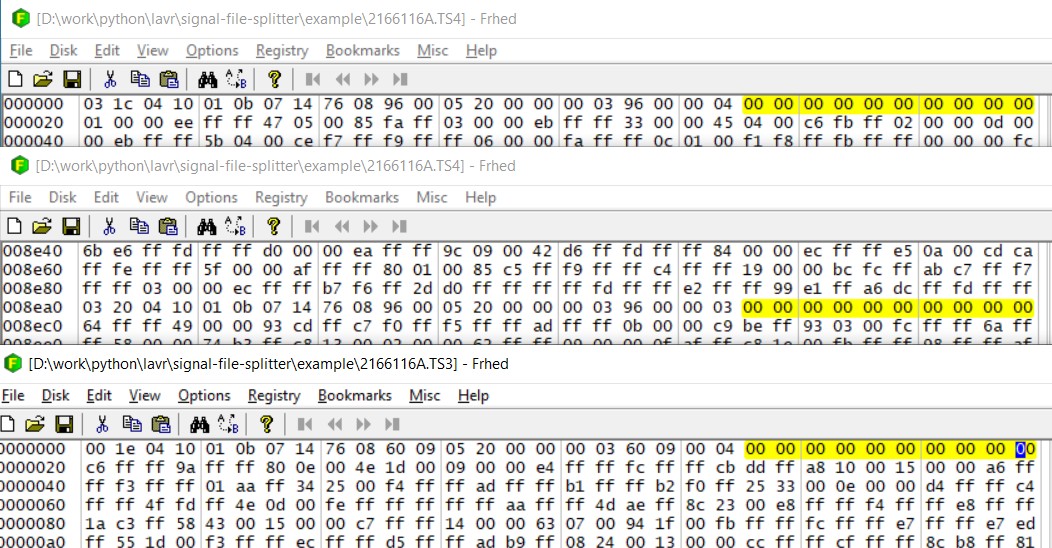 [D:\work\python\lavr\signal-file-splitter\example\2166116A.TS4] - Frhed
File Disk Edit View Options Registry Bookmarks Misc Help
000000 03 1c 04 10 01 0b 07 14 76 08 96 00 05 20 00 00 00 03 96 00 00 04 00 00 00 00 00 00 00 00 00 00
000020 01 00 00 ee ff ff 47 05 00 85 fa ff 03 00 00 eb ff ff 33 00 00 45 04 00 c6 fb ff 02 00 00 0d 00
000040 00 eb ff ff 5b 04 00 ce f7 ff f9 ff ff 06 00 00 fa ff ff 0c 01 00 f1 f8 ff fb ff ff 00 00 00 fc
[D:\work\python\lavr\signal-file-splitter\example\2166116A.TS4] - Frhed
File Disk Edit View Options Registry Bookmarks Misc Help
008e40 6b e6 ff fd ff ff d0 00 00 ea ff ff 9c 09 00 42 d6 ff fd ff ff 84 00 00 ec ff ff e5 0a 00 cd ca
008e60 ff fe ff ff 5f 00 00 af ff ff 80 01 00 85 c5 ff f9 ff ff c4 ff ff 19 00 00 bc fc ff ab c7 ff f7
008e80 ff ff 03 00 00 ec ff ff b7 f6 ff 2d d0 ff ff ff ff fd ff ff e2 ff ff 99 e1 ff a6 dc ff fd ff ff
008ea0 03 20 04 10 01 0b 07 14 76 08 96 00 05 20 00 00 00 03 96 00 00 03 00 00 00 00 00 00 00 00 00 00
008ec0 64 ff ff 49 00 00 93 cd ff c7 f0 ff f5 ff ff ad ff ff 0b 00 00 c9 be ff 93 03 00 fc ff ff 6a ff
[D:\work\python\lavr\signal-file-splitter\example\2166116A.TS3] - Frhed
File Disk Edit View Options Registry Bookmarks Misc Help
0000000 00 1e 04 10 01 0b 07 14 76 08 60 09 05 20 00 00 00 03 60 09 00 04 00 00 00 00 00 00 00 00 00 00
0000020 c6 ff ff 9a ff ff 80 0e 00 4e 1d 00 09 00 00 e4 ff ff fc ff ff cb dd ff a8 10 00 15 00 00 a6 ff
0000040 ff f3 ff ff 01 aa ff 34 25 00 f4 ff ff ad ff ff b1 ff ff b2 f0 ff 25 33 00 0e 00 00 d4 ff ff c4
0000060 ff ff 4f fd ff 4e 0d 00 fe ff ff ff ff ff aa ff ff 4d ae ff 8c 23 00 e8 ff ff f4 ff ff e8 ff ff
0000080 1a c3 ff 58 43 00 15 00 00 c7 ff ff 14 00 00 63 07 00 94 1f 00 fb ff ff fc ff ff e7 ff ff e7 ed
00000a0 ff 55 1d 00 f3 ff ff ec ff ff d5 ff ff ad b9 ff 08 24 00 13 00 00 cc ff ff cf ff ff 8c b8 ff 81